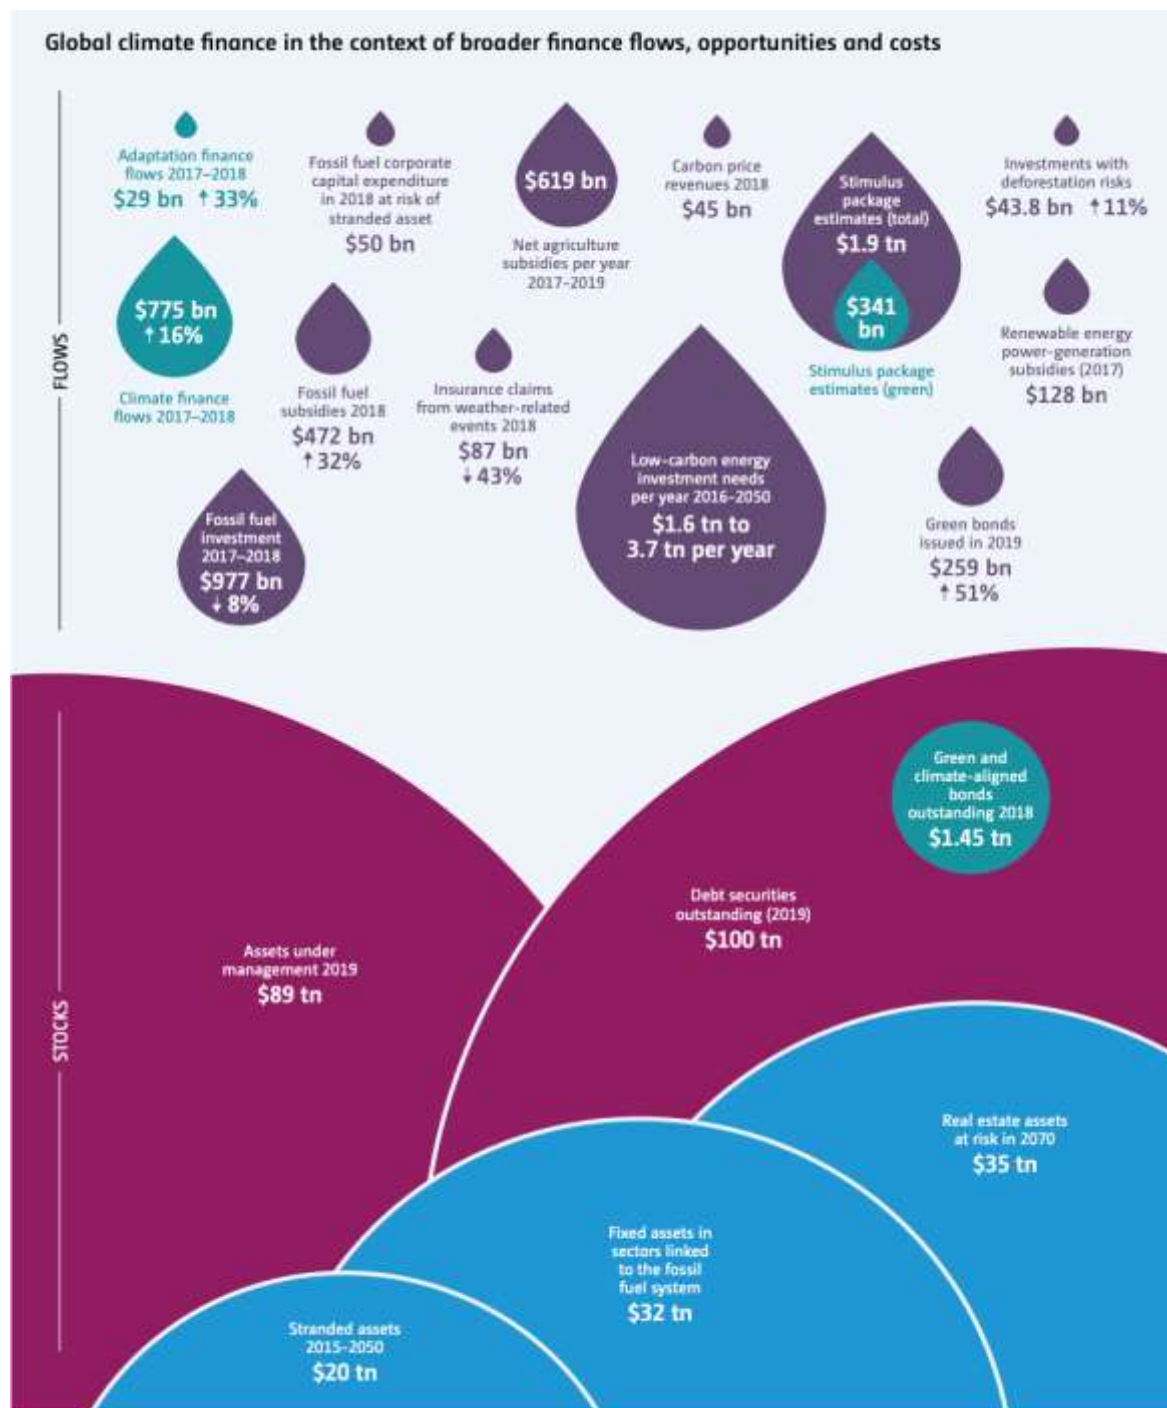 Global climate finance in the context of broader finance flows, opportunities and costs
FLOWS
Adaptation finance
flows 2017–2018
$29 bn ↑ 33%
Fossil fuel corporate
capital expenditure
in 2018 at risk of
stranded asset
$50 bn
$619 bn
Net agriculture
subsidies per year
2017–2019
Carbon price
revenues 2018
$45 bn
Stimulus
package
estimates (total)
$1.9 tn
$341
bn
Stimulus package
estimates (green)
Investments with
deforestation risks
$43.8 bn ↑11%
$775 bn
↑16%
Climate finance
flows 2017–2018
Fossil fuel
subsidies 2018
$472 bn
↑32%
Insurance claims
from weather-related
events 2018
$87 bn
↓43%
Low-carbon energy
investment needs
per year 2016–2050
$1.6 tn to
3.7 tn per year
Renewable energy
power-generation
subsidies (2017)
$128 bn
Fossil fuel
investment
2017–2018
$977 bn
↓8%
Green bonds
issued in 2019
$259 bn
↑51%
STOCKS
Green and
climate-aligned
bonds
outstanding 2018
$1.45 tn
Debt securities
outstanding (2019)
$100 tn
Assets under
management 2019
$89 tn
Real estate assets
at risk in 2070
$35 tn
Fixed assets in
sectors linked
to the fossil
fuel system
$32 tn
Stranded assets
2015–2050
$20 tn